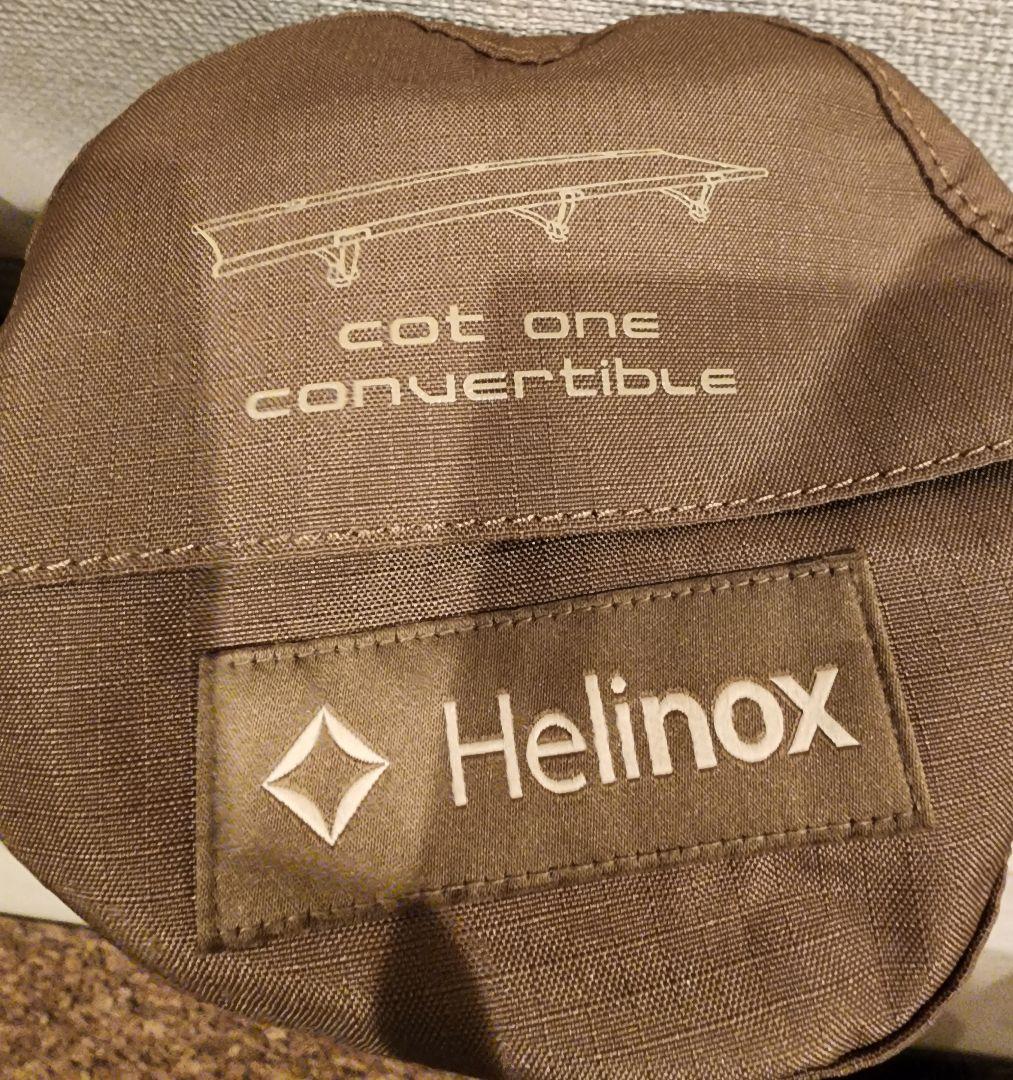 cot one
convertible
Helinox